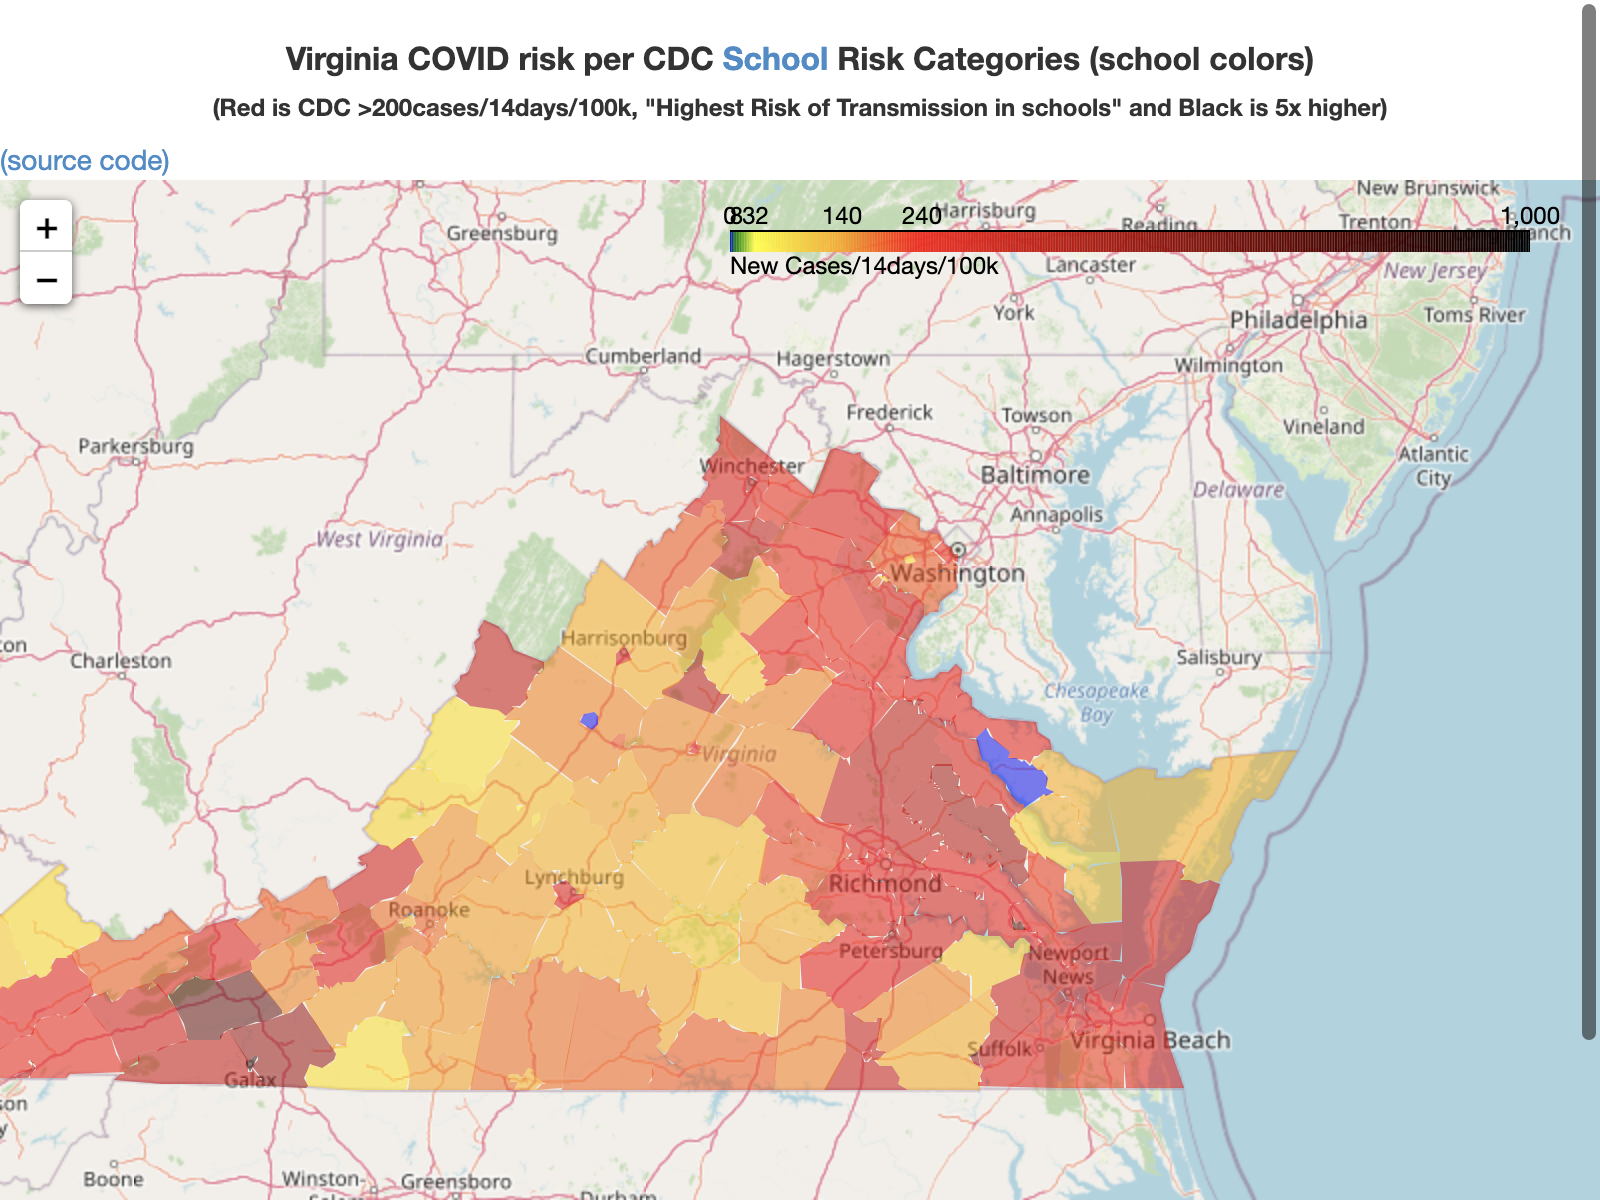 Virginia COVID risk per CDC School Risk Categories (school colors)
(Red is CDC >200cases/14days/100k, "Highest Risk of Transmission in schools" and Black is 5x higher)
(source code)
+
−
New Brunswick
0 8 32 140 240 1,000
Harrisburg
Reading
Trenton
Greensburg
New Cases/14days/100k
Lancaster
New Jersey
York
Philadelphia
Toms River
Cumberland
Hagerstown
Wilmington
Frederick
Towson
Vineland
Parkersburg
Atlantic
City
Winchester
Baltimore
Delaware
Annapolis
West Virginia
Washington
Harrisonburg
Charleston
Salisbury
Chesapeake
Bay
Virginia
Lynchburg
Richmond
Roanoke
Petersburg
Newport
News
Virginia Beach
Suffolk
Galax
Boone
Winston-
Greensboro
Durham